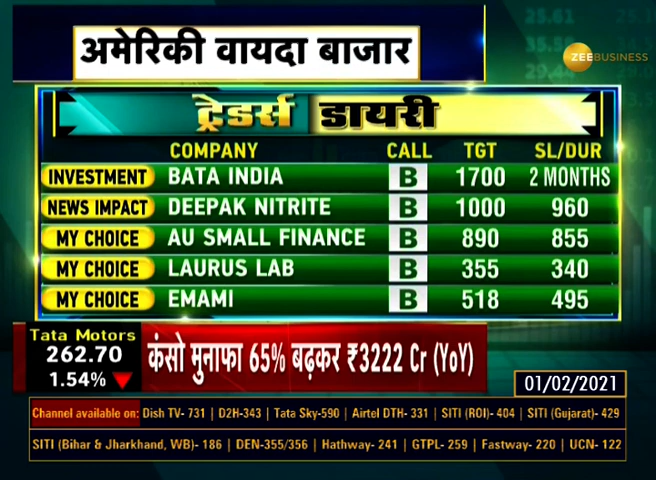 अमेरिकी वायदा बाजार
ZEEBUSINESS
ट्रेडर्स डायरी
COMPANY CALL TGT SL/DUR
INVESTMENT BATA INDIA B 1700 2 MONTHS
NEWS IMPACT DEEPAK NITRITE B 1000 960
MY CHOICE AU SMALL FINANCE B 890 855
MY CHOICE LAURUS LAB B 355 340
MY CHOICE EMAMI B 518 495
Tata Motors
262.70
1.54%
कंसो मुनाफा 65% बढ़कर ₹3222 Cr (YoY)
01/02/2021
Channel available on: Dish TV- 731 | D2H-343 | Tata Sky-590 | Airtel DTH- 331 | SITI (ROI)- 404 | SITI (Gujarat)- 429
SITI (Bihar & Jharkhand, WB)- 186 | DEN-355/356 | Hathway- 241 | GTPL- 259 | Fastway- 220 | UCN- 122